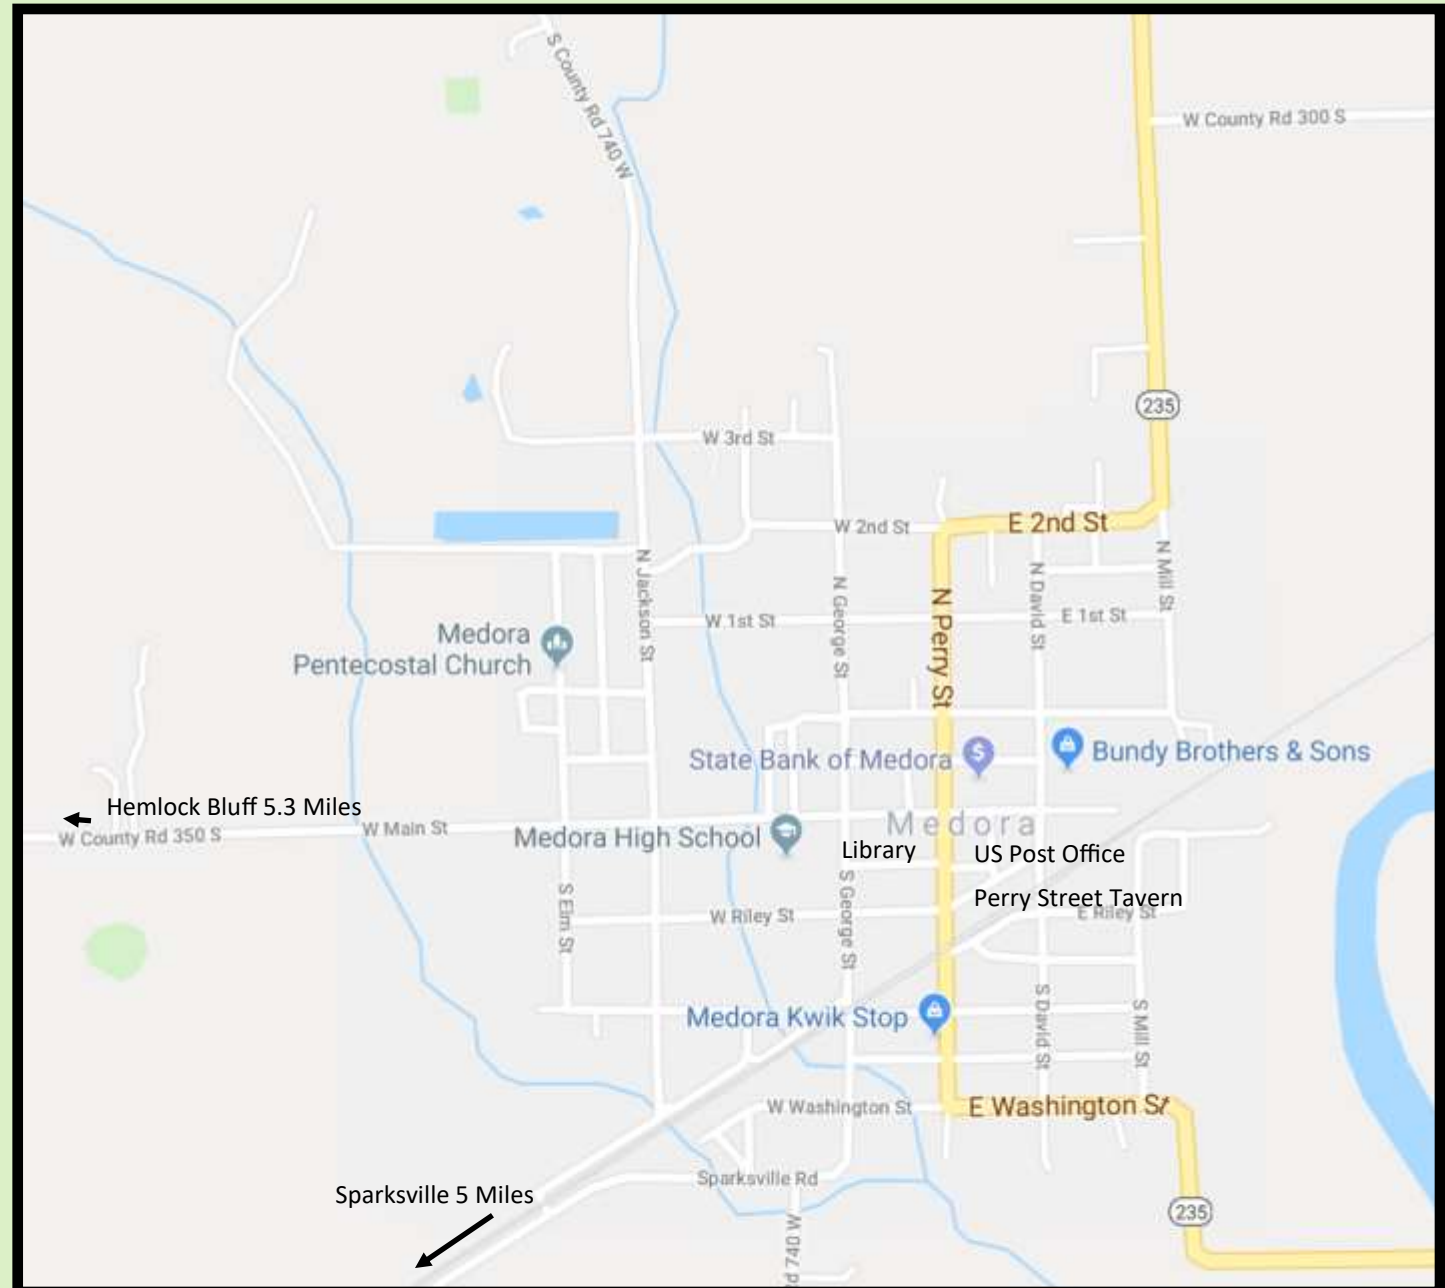 S County Rd 740 W
W County Rd 300 S
235
W 3rd St
W 2nd St
E 2nd St
N Jackson St
N George St
N Perry St
N David St
N Mill St
W 1st St
E 1st St
Medora
Pentecostal Church
State Bank of Medora
Bundy Brothers & Sons
Hemlock Bluff 5.3 Miles
W County Rd 350 S
W Main St
Medora High School
Medora
Library
US Post Office
Perry Street Tavern
S Elm St
W Riley St
S George St
E Riley St
Medora Kwik Stop
S David St
S Mill St
W Washington St
E Washington St
Sparksville Rd
Sparksville 5 Miles
d 740 W
235